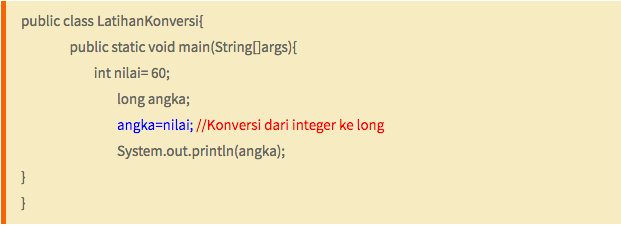 public class LatihanKonversi{
public static void main(String[]args){
int nilai= 60;
long angka;
angka=nilai; //Konversi dari integer ke long
System.out.println(angka);
}
}